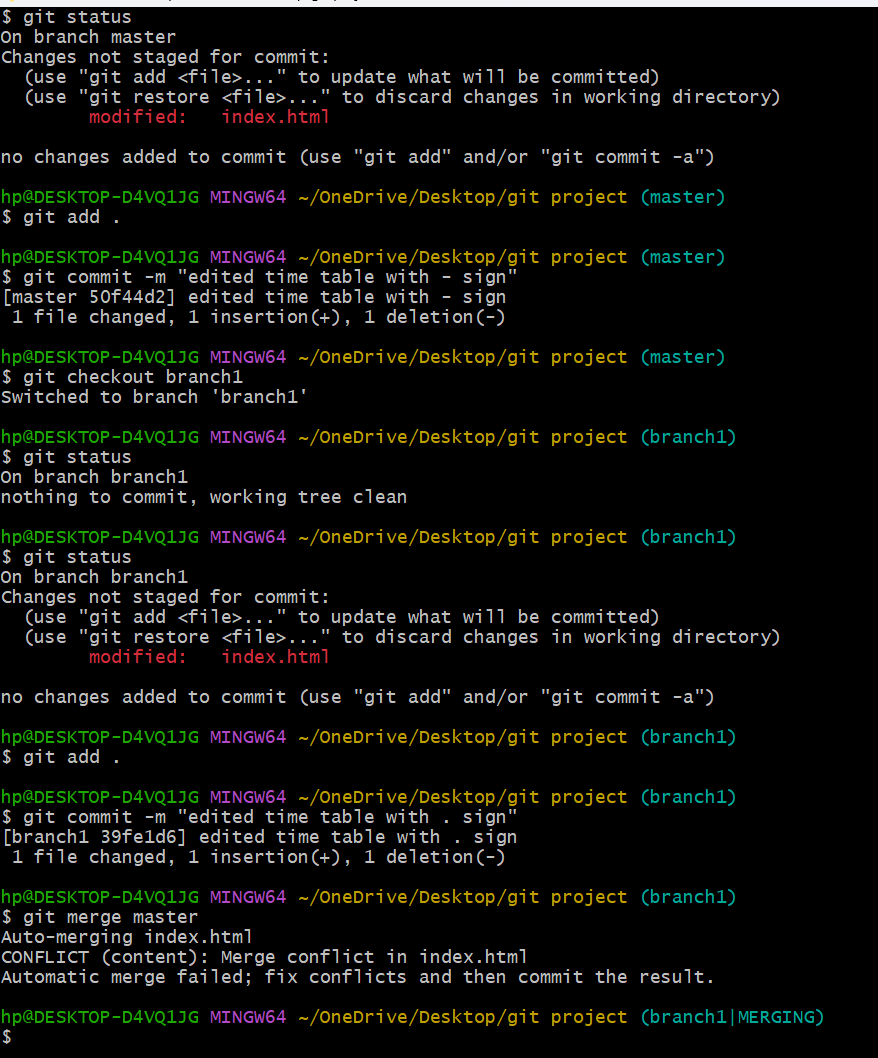 $ git status
On branch master
Changes not staged for commit:
  (use "git add <file>..." to update what will be committed)
  (use "git restore <file>..." to discard changes in working directory)
        modified:   index.html

no changes added to commit (use "git add" and/or "git commit -a")

hp@DESKTOP-D4VQ1JG MINGW64 ~/OneDrive/Desktop/git project (master)
$ git add .

hp@DESKTOP-D4VQ1JG MINGW64 ~/OneDrive/Desktop/git project (master)
$ git commit -m "edited time table with - sign"
[master 50f44d2] edited time table with - sign
 1 file changed, 1 insertion(+), 1 deletion(-)

hp@DESKTOP-D4VQ1JG MINGW64 ~/OneDrive/Desktop/git project (master)
$ git checkout branch1
Switched to branch 'branch1'

hp@DESKTOP-D4VQ1JG MINGW64 ~/OneDrive/Desktop/git project (branch1)
$ git status
On branch branch1
nothing to commit, working tree clean

hp@DESKTOP-D4VQ1JG MINGW64 ~/OneDrive/Desktop/git project (branch1)
$ git status
On branch branch1
Changes not staged for commit:
  (use "git add <file>..." to update what will be committed)
  (use "git restore <file>..." to discard changes in working directory)
        modified:   index.html

no changes added to commit (use "git add" and/or "git commit -a")

hp@DESKTOP-D4VQ1JG MINGW64 ~/OneDrive/Desktop/git project (branch1)
$ git add .

hp@DESKTOP-D4VQ1JG MINGW64 ~/OneDrive/Desktop/git project (branch1)
$ git commit -m "edited time table with . sign"
[branch1 39fe1d6] edited time table with . sign
 1 file changed, 1 insertion(+), 1 deletion(-)

hp@DESKTOP-D4VQ1JG MINGW64 ~/OneDrive/Desktop/git project (branch1)
$ git merge master
Auto-merging index.html
CONFLICT (content): Merge conflict in index.html
Automatic merge failed; fix conflicts and then commit the result.

hp@DESKTOP-D4VQ1JG MINGW64 ~/OneDrive/Desktop/git project (branch1|MERGING)
$